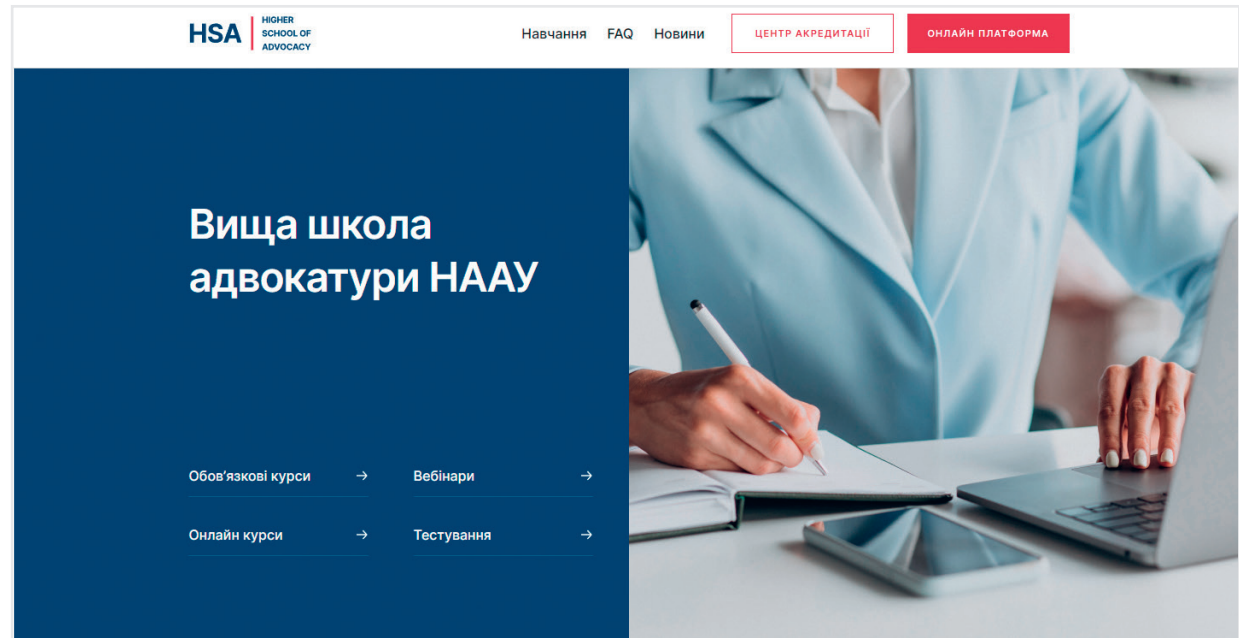 HSA
HIGHER
SCHOOL OF
ADVOCACY
Навчання FAQ Новини ЦЕНТР АКРЕДИТАЦІЇ ОНЛАЙН ПЛАТФОРМА
Вища школа
адвокатури НААУ
Обов'язкові курси → Вебінари →
Онлайн курси → Тестування →